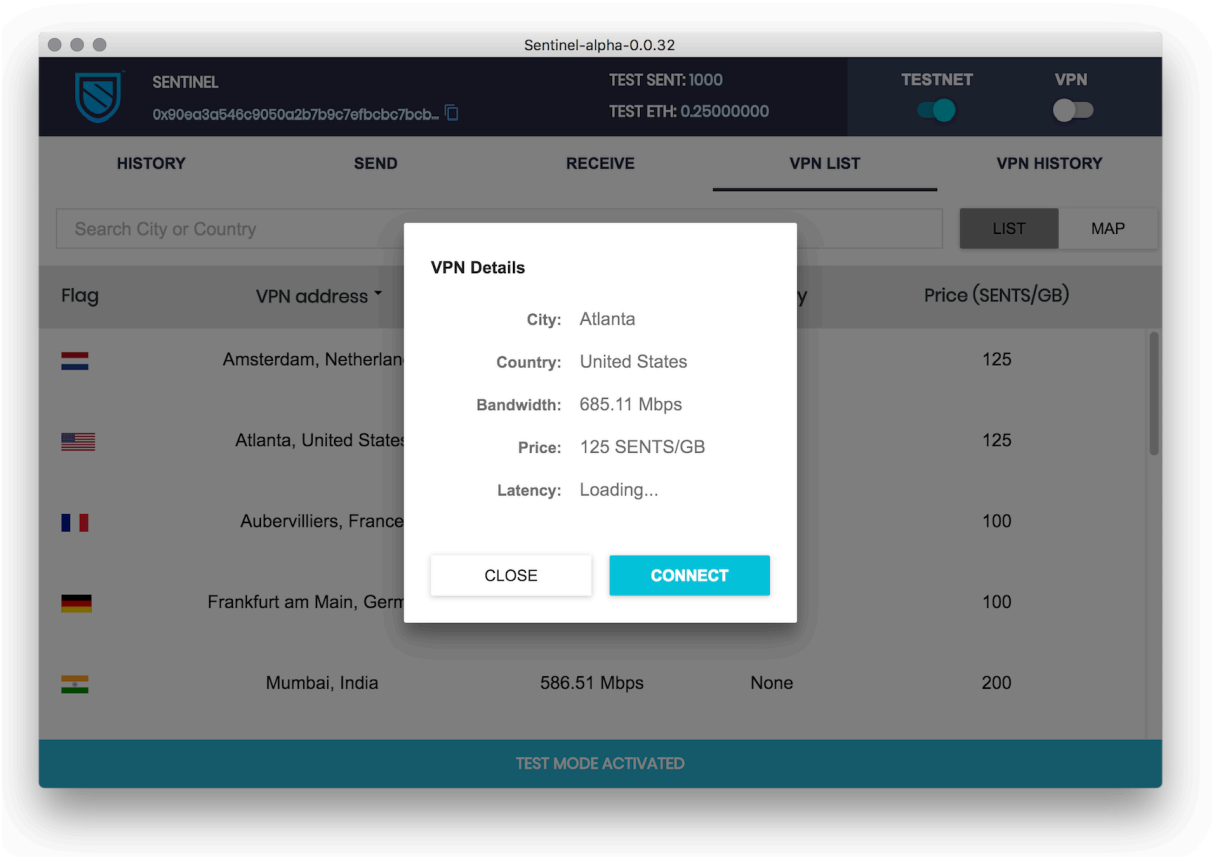 Sentinel-alpha-0.0.32
SENTINEL
TEST SENT: 1000
TESTNET
VPN
0x90ea3a546c9050a2b7b9c7efbcbc7bcb...
TEST ETH: 0.25000000
HISTORY
SEND
RECEIVE
VPN LIST
VPN HISTORY
Search City or Country
LIST
MAP
Flag
VPN address
y
Price (SENTS/GB)
Amsterdam, Netherlan
125
Atlanta, United States
125
Aubervilliers, France
100
Frankfurt am Main, Germ
100
Mumbai, India
586.51 Mbps
None
200
VPN Details
City: Atlanta
Country: United States
Bandwidth: 685.11 Mbps
Price: 125 SENTS/GB
Latency: Loading...
CLOSE
CONNECT
TEST MODE ACTIVATED